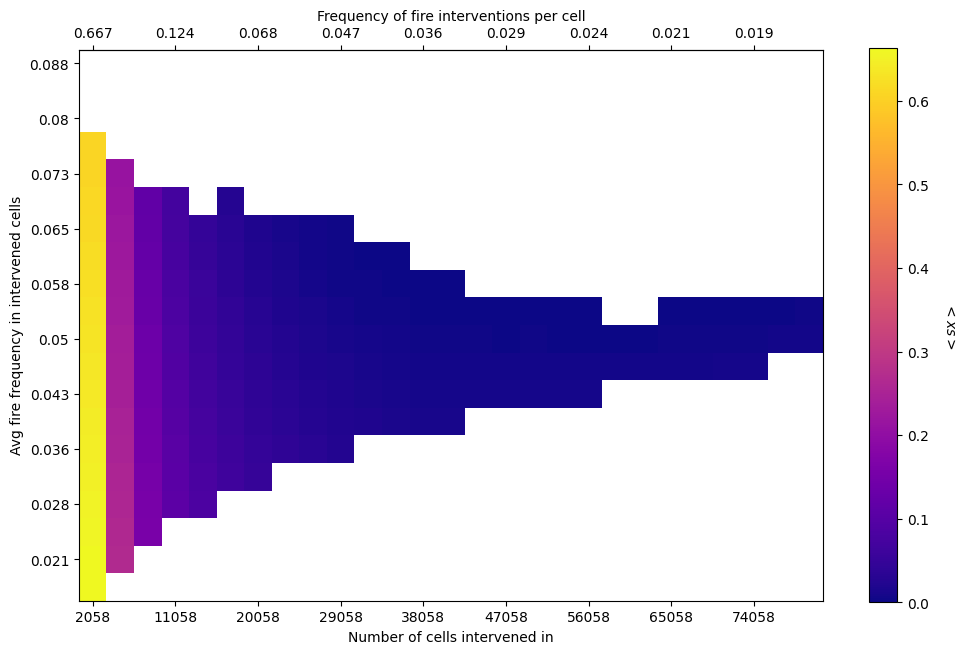 Frequency of fire interventions per cell
0.667 0.124 0.068 0.047 0.036 0.029 0.024 0.021 0.019
0.088
0.08
0.073
0.065
0.058
0.05
0.043
0.036
0.028
0.021
Avg fire frequency in intervened cells
2058 11058 20058 29058 38058 47058 56058 65058 74058
Number of cells intervened in
0.6
0.5
0.4
0.3
0.2
0.1
0.0
< sx >